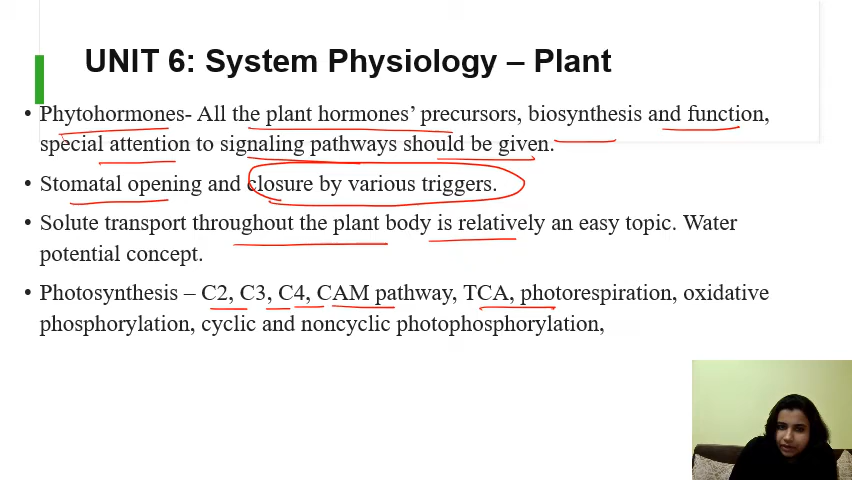 UNIT 6: System Physiology – Plant
• Phytohormones- All the plant hormones’ precursors, biosynthesis and function,
special attention to signaling pathways should be given.
• Stomatal opening and closure by various triggers.
• Solute transport throughout the plant body is relatively an easy topic. Water
potential concept.
• Photosynthesis – C2, C3, C4, CAM pathway, TCA, photorespiration, oxidative
phosphorylation, cyclic and noncyclic photophosphorylation,